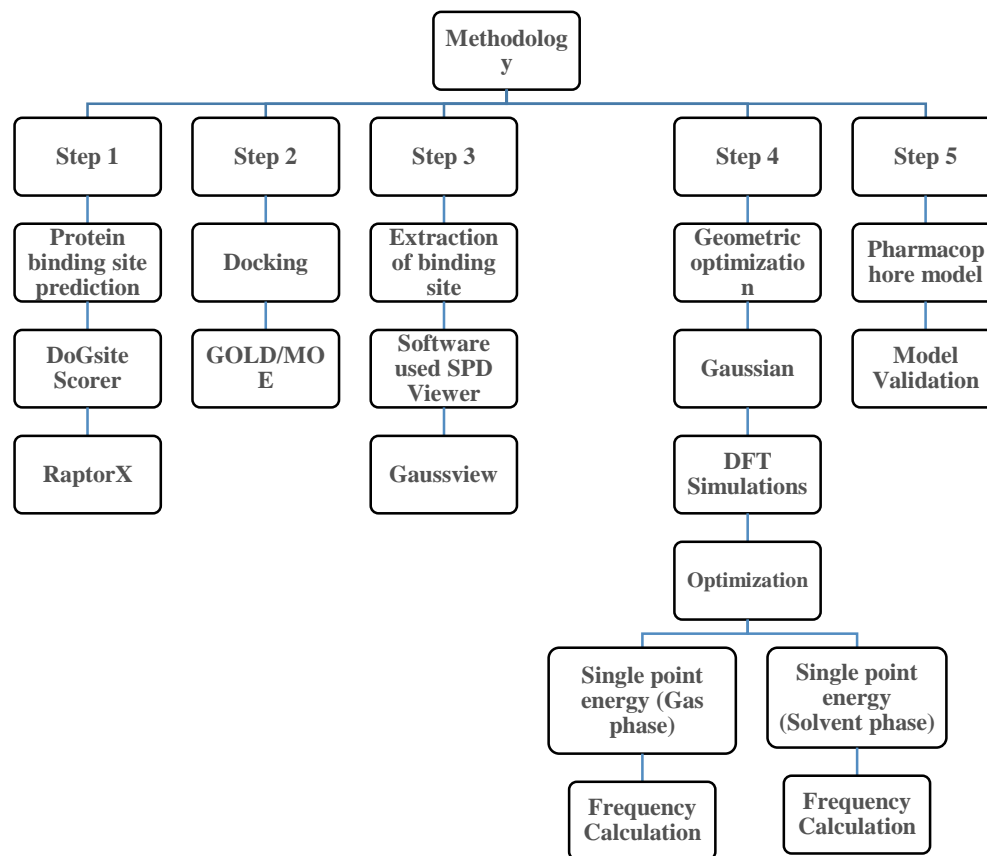 Methodolog
y
Step 1
Step 2
Step 3
Step 4
Step 5
Protein
binding site
prediction
Docking
Extraction
of binding
site
Geometric
optimizatio
n
Pharmacop
hore model
DoGsite
Scorer
GOLD/MO
E
Software
used SPD
Viewer
Gaussian
Model
Validation
RaptorX
Gaussview
DFT
Simulations
Optimization
Single point
energy (Gas
phase)
Single point
energy
(Solvent phase)
Frequency
Calculation
Frequency
Calculation